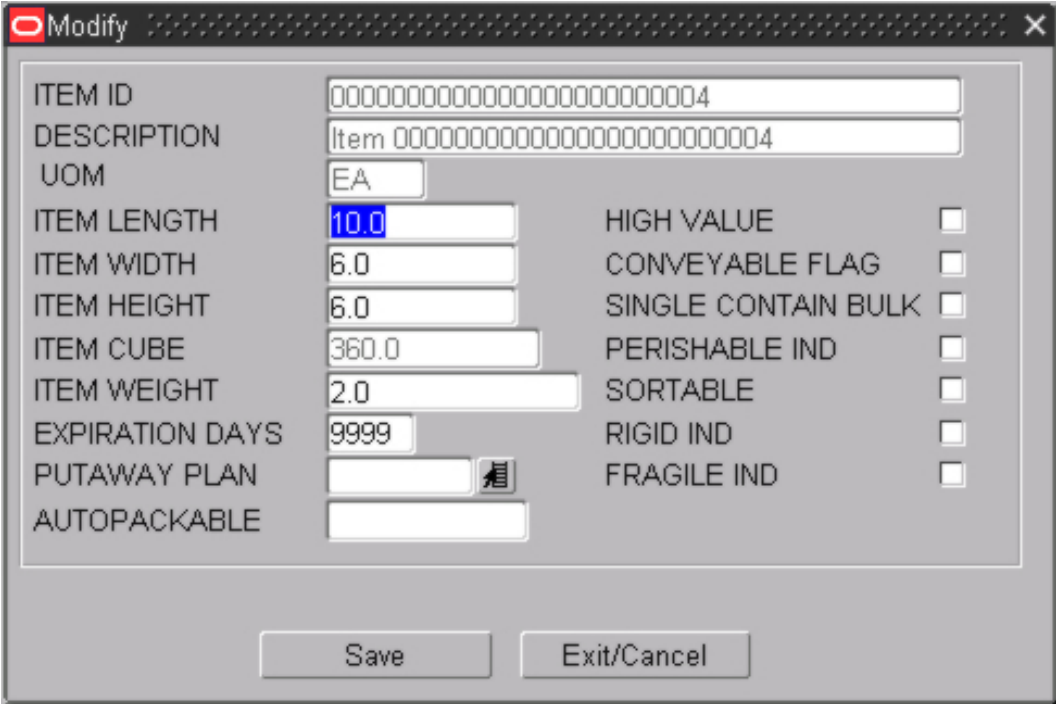 Modify
ITEM ID 0000000000000000000000004
DESCRIPTION Item 0000000000000000000000004
UOM EA
ITEM LENGTH 10.0 HIGH VALUE
ITEM WIDTH 6.0 CONVEYABLE FLAG
ITEM HEIGHT 6.0 SINGLE CONTAIN BULK
ITEM CUBE 360.0 PERISHABLE IND
ITEM WEIGHT 2.0 SORTABLE
EXPIRATION DAYS 9999 RIGID IND
PUTAWAY PLAN FRAGILE IND
AUTOPACKABLE
Save Exit/Cancel